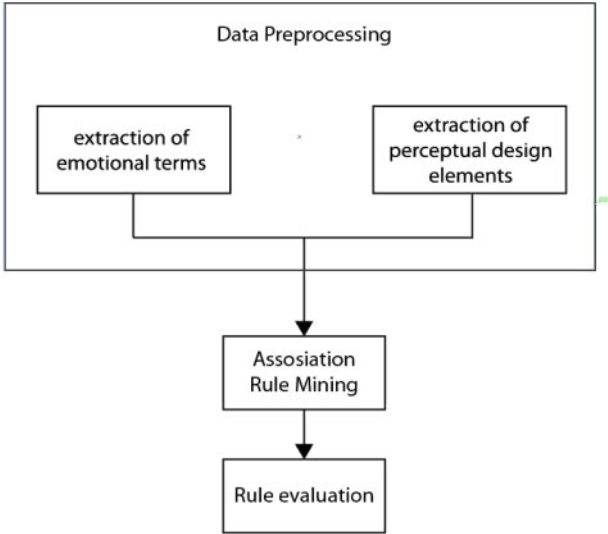 Data Preprocessing
extraction of
emotional terms
extraction of
perceptual design
elements
Assosiation
Rule Mining
Rule evaluation